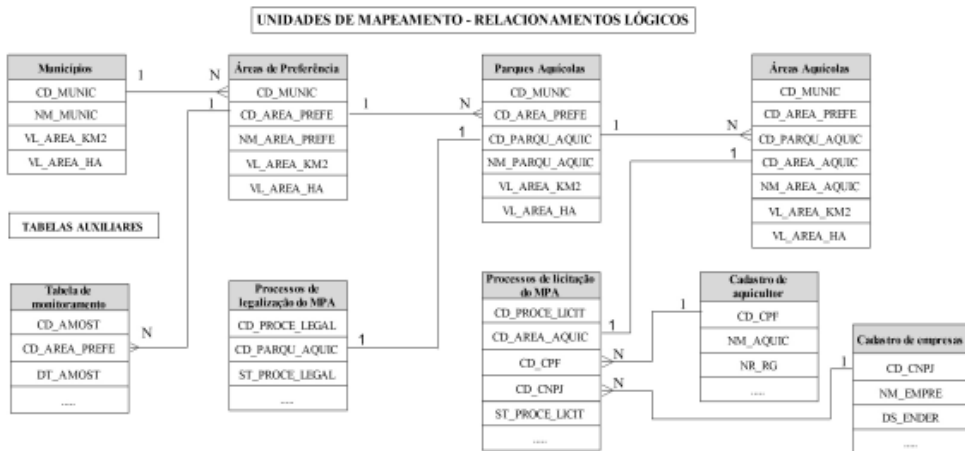 UNIDADES DE MAPEAMENTO - RELACIONAMENTOS LÓGICOS
Municípios
CD_MUNIC
NM_MUNIC
VL_AREA_KM2
VL_AREA_HA
1
N
Áreas de Preferência
CD_MUNIC
CD_AREA_PREFE
NM_AREA_PREFE
VL_AREA_KM2
VL_AREA_HA
1
1
N
Parques Aquícolas
CD_MUNIC
CD_AREA_PREFE
CD_PARQU_AQUIC
NM_PARQU_AQUIC
VL_AREA_KM2
VL_AREA_HA
1
1
N
1
Áreas Aquícolas
CD_MUNIC
CD_AREA_PREFE
CD_PARQU_AQUIC
CD_AREA_AQUIC
NM_AREA_AQUIC
VL_AREA_KM2
VL_AREA_HA
TABELAS AUXILIARES
Tabela de
monitoramento
CD_AMOST
CD_AREA_PREFE
DT_AMOST
.....
N
Processos de
legalização do MPA
CD_PROCE_LEGAL
CD_PARQU_AQUIC
ST_PROCE_LEGAL
....
1
Processos de licitação
do MPA
CD_PROCE_LICIT
CD_AREA_AQUIC
CD_CPF
CD_CNPJ
ST_PROCE_LICIT
.....
1
N
N
1
Cadastro de
aquicultor
CD_CPF
NM_AQUIC
NR_RG
.....
1
Cadastro de empresas
CD_CNPJ
NM_EMPRE
DS_ENDER
.....